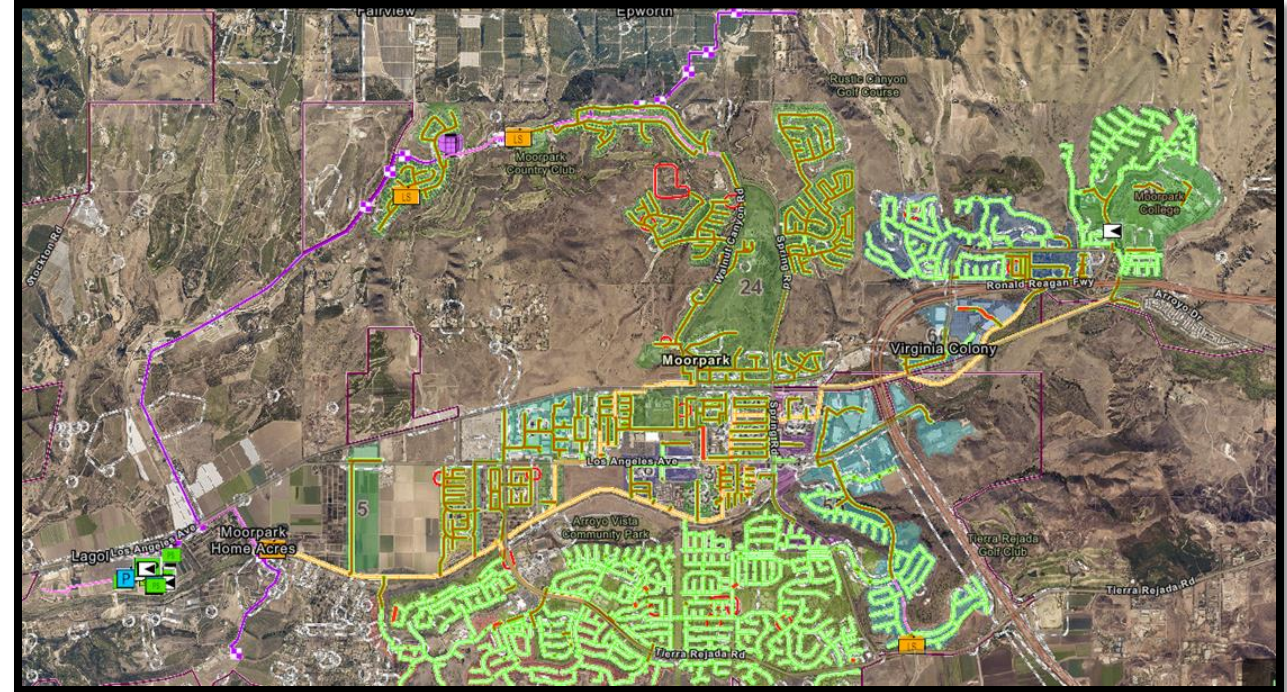 Fairview
Epworth
Rustic Canyon
Golf Course
LS
Moorpark
Country Club
LS
Moorpark
College
Walnut Canyon Rd
Spring Rd
Stockton Rd
24
Ronald Reagan Fwy
Arroyo Dr
Moorpark
Virginia Colony
Spring Rd
Los Angeles Ave
5
Arroyo Vista
Community Park
Moorpark
Home Acres
Los Angeles Ave
Tierra Rejada
Golf Club
P
Tierra Rejada Rd
LS
Tierra Rejada Rd